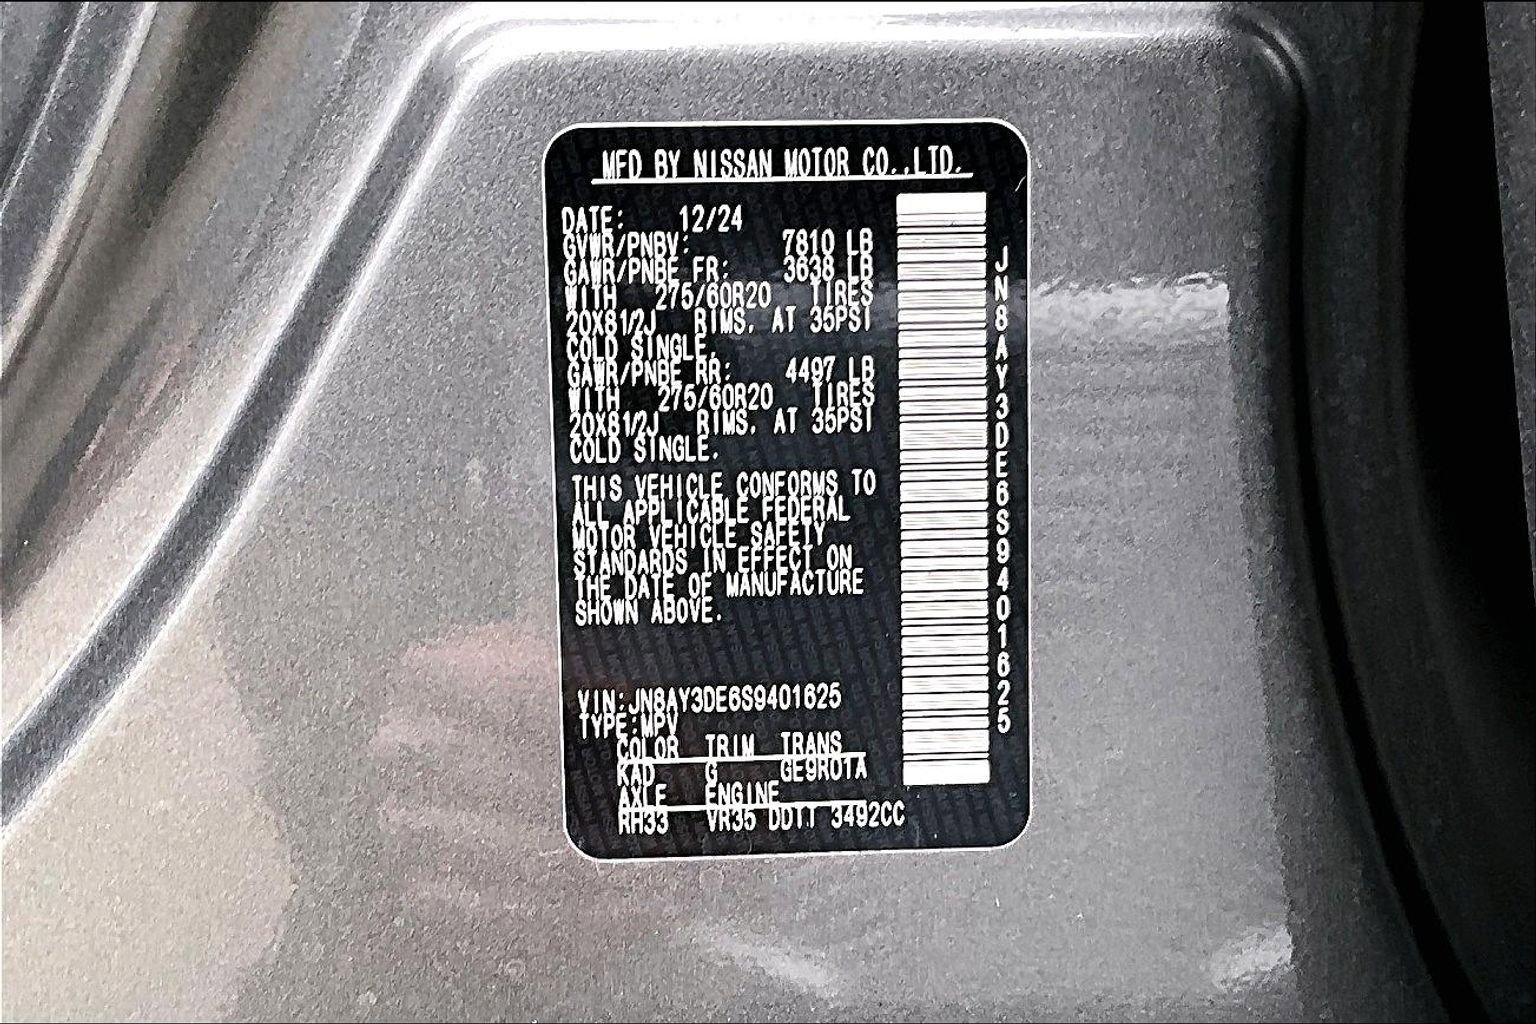 MFD BY NISSAN MOTOR CO.,LTD.
DATE: 12/24
GVWR/PNBV: 7810 LB
GAWR/PNBE FR: 3638 LB
WITH 275/60R20 TIRES
20X81/2J RIMS, AT 35PSI
COLD SINGLE,
GAWR/PNBE RR: 4497 LB
WITH 275/60R20 TIRES
20X81/2J RIMS, AT 35PSI
COLD SINGLE.
THIS VEHICLE CONFORMS TO
ALL APPLICABLE FEDERAL
MOTOR VEHICLE SAFETY
STANDARDS IN EFFECT ON
THE DATE OF MANUFACTURE
SHOWN ABOVE.
VIN:JN8AY3DE6S9401625
TYPE:MPV
COLOR TRIM TRANS
KAD G GE9R01A
AXLE ENGINE
RH33 VR35 DDTT 3492CC
JN8AY3DE6S9401625